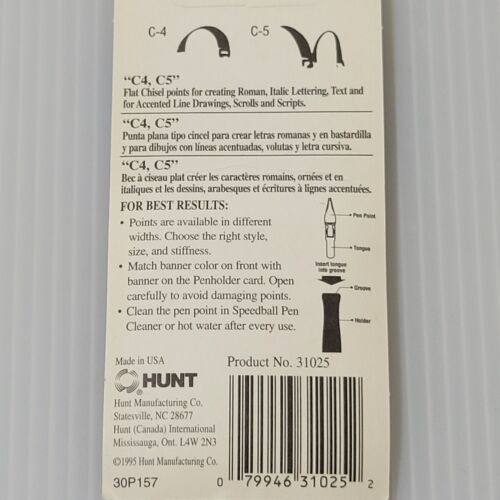 C-4 C-5
"C4, C5"
Flat Chisel points for creating Roman, Italic Lettering, Text and
for Accented Line Drawings, Scrolls and Scripts.
"C4, C5"
Punta plana tipo cincel para crear letras romanas y en bastardilla
y para dibujos con líneas acentuadas, volutas y letra cursiva.
"C4, C5"
Bec à ciseau plat créer les caractères romains, ornées et en
italiques et les dessins, arabesques et écritures à lignes accentuées.
FOR BEST RESULTS:
• Points are available in different
widths. Choose the right style,
size, and stiffness.
• Match banner color on front with
banner on the Penholder card. Open
carefully to avoid damaging points.
• Clean the pen point in Speedball Pen
Cleaner or hot water after every use.
Pen Point
Tongue
Insert tongue
into groove
Groove
Holder
Made in USA
HUNT
Hunt Manufacturing Co.
Statesville, NC 28677
Hunt (Canada) International
Mississauga, Ont. L4W 2N3
©1995 Hunt Manufacturing Co.
30P157
Product No. 31025
0 79946 31025 2